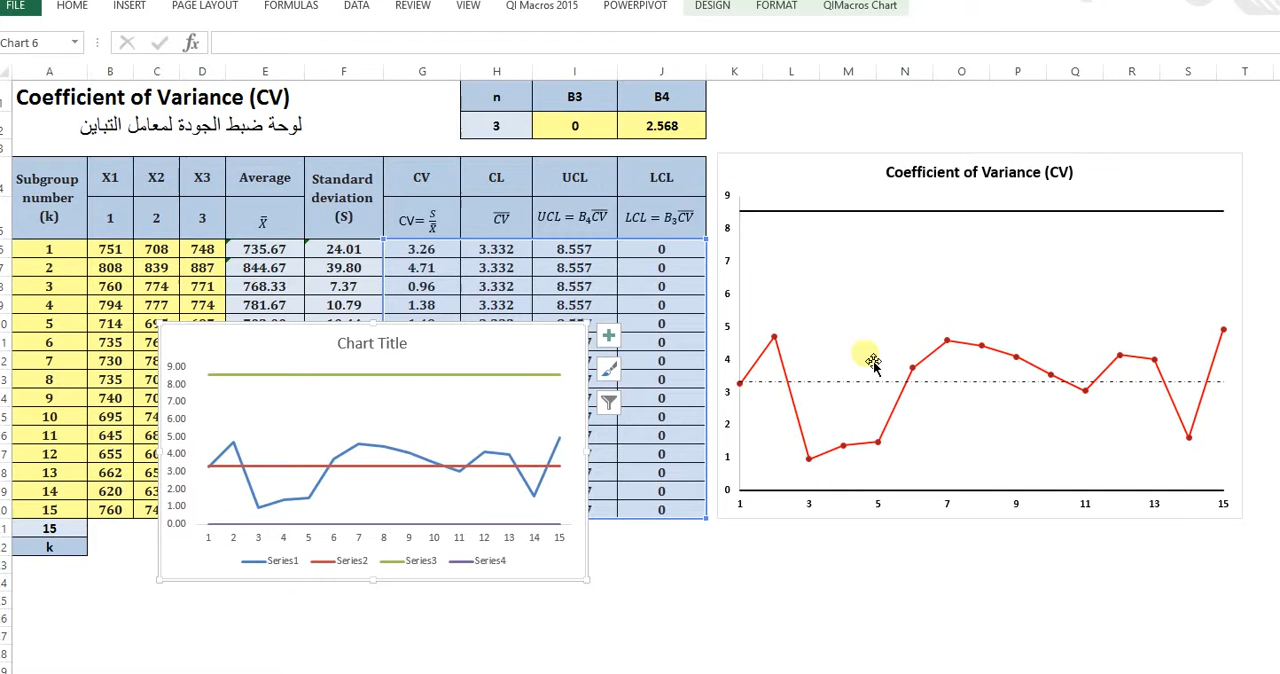 FILE HOME INSERT PAGE LAYOUT FORMULAS DATA REVIEW VIEW QI Macros 2015 POWERPIVOT DESIGN FORMAT QIMacros Chart
Chart 6 fx
A B C D E F G H I J K L M N O P Q R S T
Coefficient of Variance (CV) n B3 B4
لوحة ضبط الجودة لمعامل التباين 3 0 2.568
Subgroup number (k) X1 X2 X3 Average Standard deviation (S) CV CL UCL LCL
1 2 3 X̄ CV= S/X̄ C̅V̅ UCL = B₄C̅V̅ LCL = B₃C̅V̅
1 751 708 748 735.67 24.01 3.26 3.332 8.557 0
2 808 839 887 844.67 39.80 4.71 3.332 8.557 0
3 760 774 771 768.33 7.37 0.96 3.332 8.557 0
4 794 777 774 781.67 10.79 1.38 3.332 8.557 0
5 714 0
6 735 0
7 730 0
8 735 0
9 740 0
10 695 0
11 645 0
12 655 0
13 662 0
14 620 0
15 760 0
15
k
Chart Title
9.00
8.00
7.00
6.00
5.00
4.00
3.00
2.00
1.00
0.00
1 2 3 4 5 6 7 8 9 10 11 12 13 14 15
Series1 Series2 Series3 Series4
Coefficient of Variance (CV)
9
8
7
6
5
4
3
2
1
0
1 3 5 7 9 11 13 15